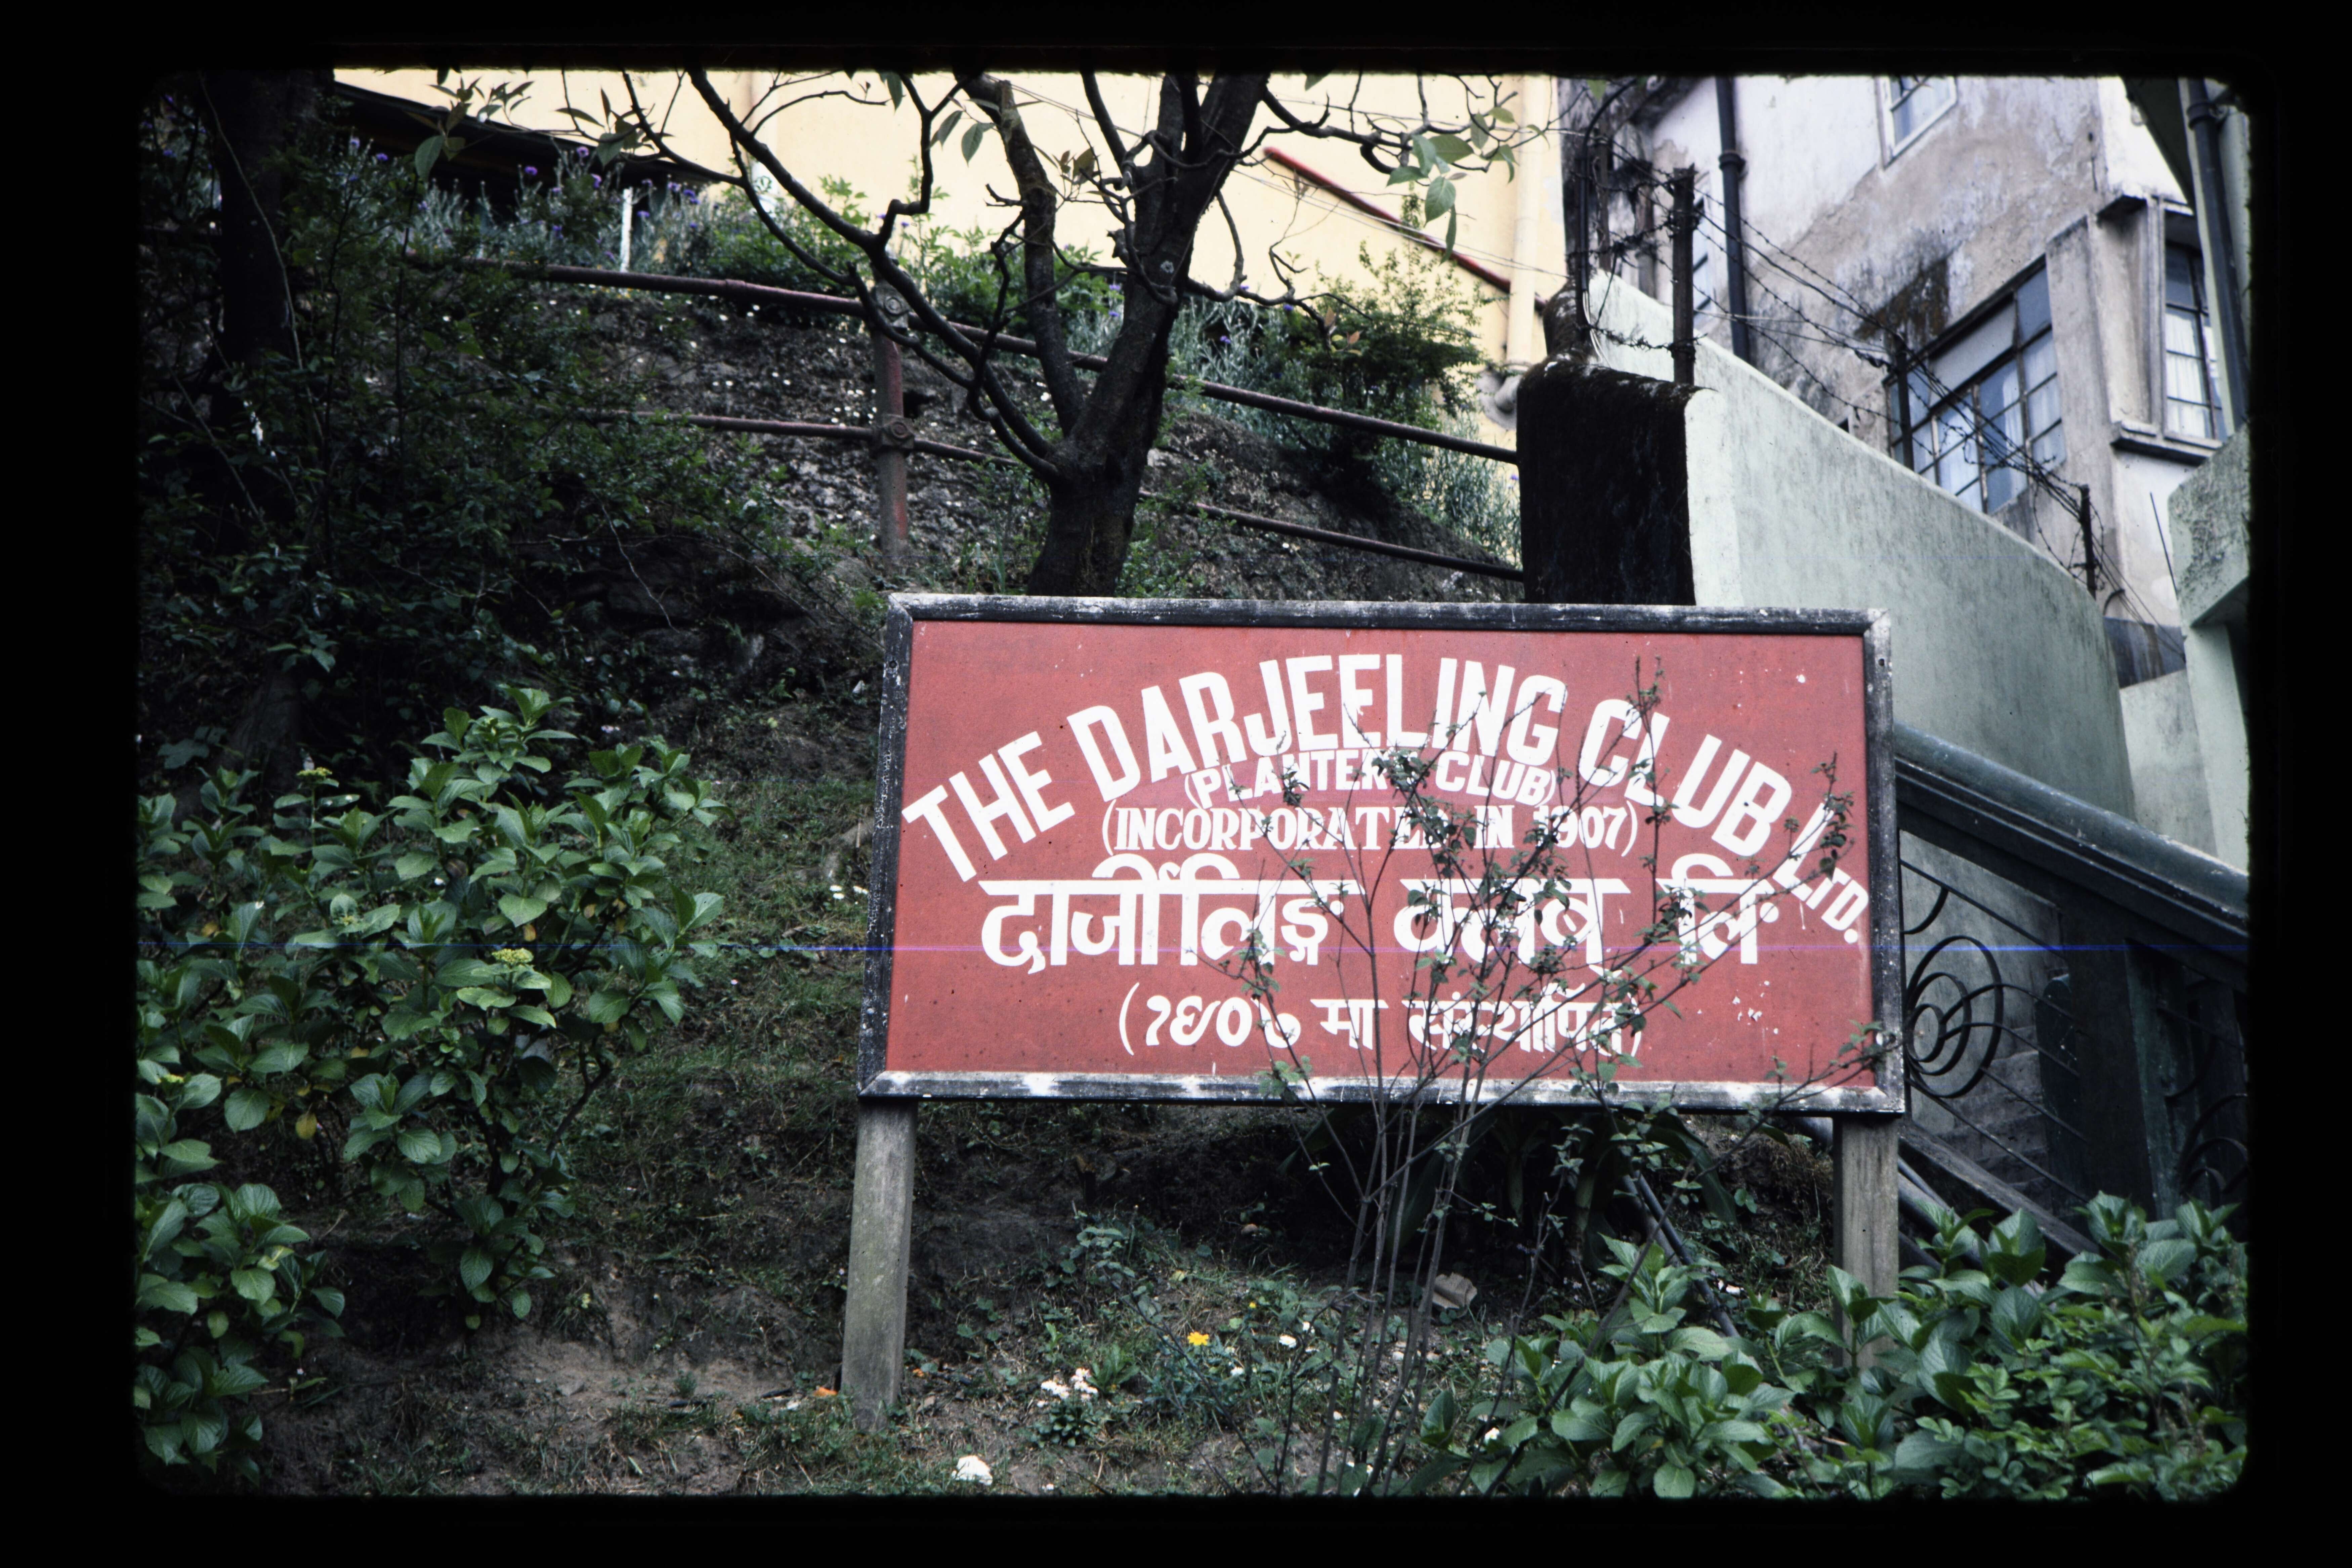 THE DARJEELING CLUB LTD.
(PLANTERS CLUB)
(INCORPORATED IN 1907)
दार्जीलिङ्ग क्लब लिं
(१९०७ मा संस्थापित)